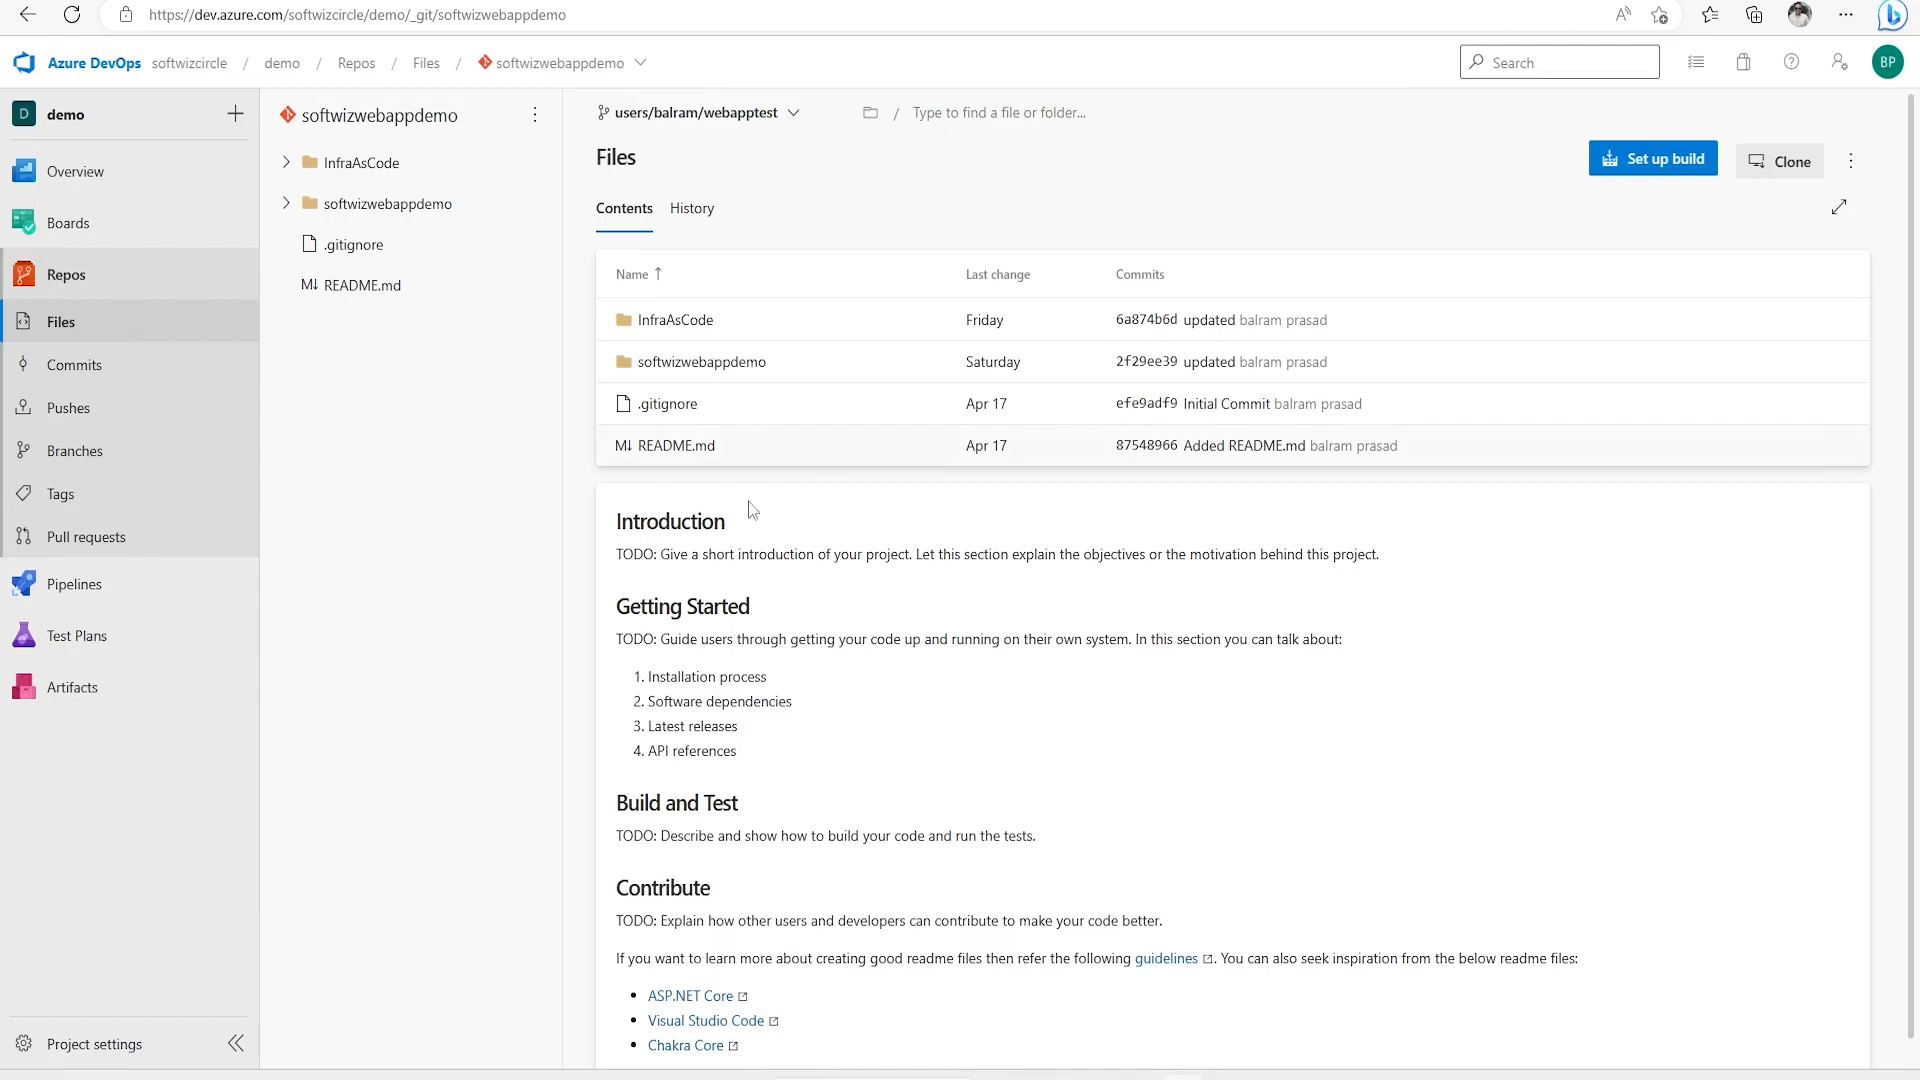 https://dev.azure.com/softwizcircle/demo/_git/softwizwebappdemo
Azure DevOps softwizcircle / demo / Repos / Files / softwizwebappdemo
Search
BP
D demo
Overview
Boards
Repos
Files
Commits
Pushes
Branches
Tags
Pull requests
Pipelines
Test Plans
Artifacts
Project settings
softwizwebappdemo
InfraAsCode
softwizwebappdemo
.gitignore
M↓ README.md
users/balram/webapptest
/ Type to find a file or folder...
Files
Set up build
Clone
Contents History
Name ↑ Last change Commits
InfraAsCode Friday 6a874b6d updated balram prasad
softwizwebappdemo Saturday 2f29ee39 updated balram prasad
.gitignore Apr 17 efe9adf9 Initial Commit balram prasad
M↓ README.md Apr 17 87548966 Added README.md balram prasad
Introduction
TODO: Give a short introduction of your project. Let this section explain the objectives or the motivation behind this project.
Getting Started
TODO: Guide users through getting your code up and running on their own system. In this section you can talk about:
1. Installation process
2. Software dependencies
3. Latest releases
4. API references
Build and Test
TODO: Describe and show how to build your code and run the tests.
Contribute
TODO: Explain how other users and developers can contribute to make your code better.
If you want to learn more about creating good readme files then refer the following guidelines. You can also seek inspiration from the below readme files:
• ASP.NET Core
• Visual Studio Code
• Chakra Core